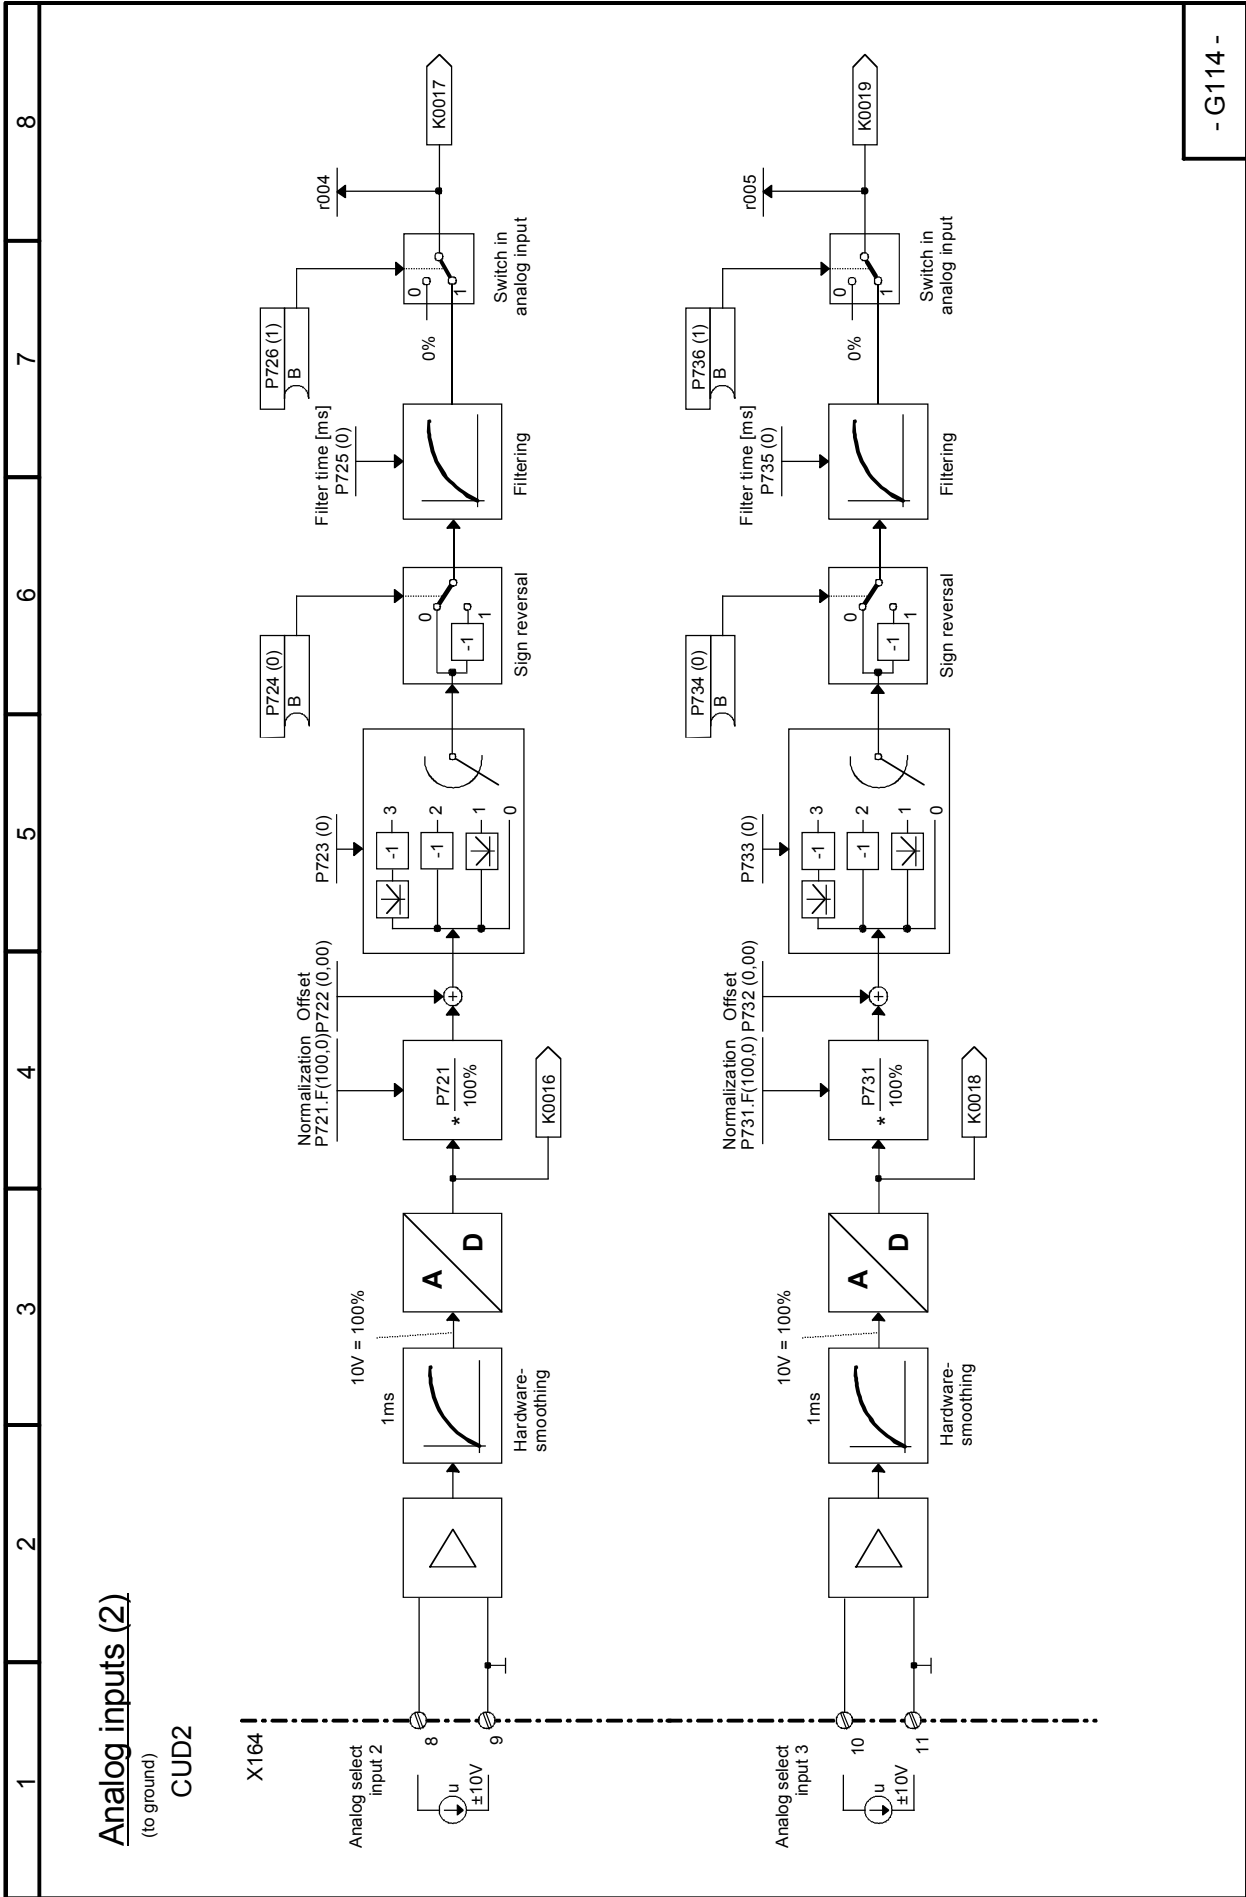 1 2 3 4 5 6 7 8
Analog inputs (2)
(to ground)
CUD2
X164
Analog select
input 2
8
9
u
±10V
1ms
Hardware-
smoothing
10V = 100%
A
D
K0016
Normalization
P721.F(100,0)
* P721
100%
Offset
P722 (0,00)
+
P723 (0)
-1 3
-1 2
1
0
P724 (0)
B
0
-1
1
Sign reversal
Filter time [ms]
P725 (0)
Filtering
P726 (1)
B
0%
0
1
Switch in
analog input
r004
K0017
Analog select
input 3
10
11
u
±10V
1ms
Hardware-
smoothing
10V = 100%
A
D
K0018
Normalization
P731.F(100,0)
* P731
100%
Offset
P732 (0,00)
+
P733 (0)
-1 3
-1 2
1
0
P734 (0)
B
0
-1
1
Sign reversal
Filter time [ms]
P735 (0)
Filtering
P736 (1)
B
0%
0
1
Switch in
analog input
r005
K0019
- G114 -